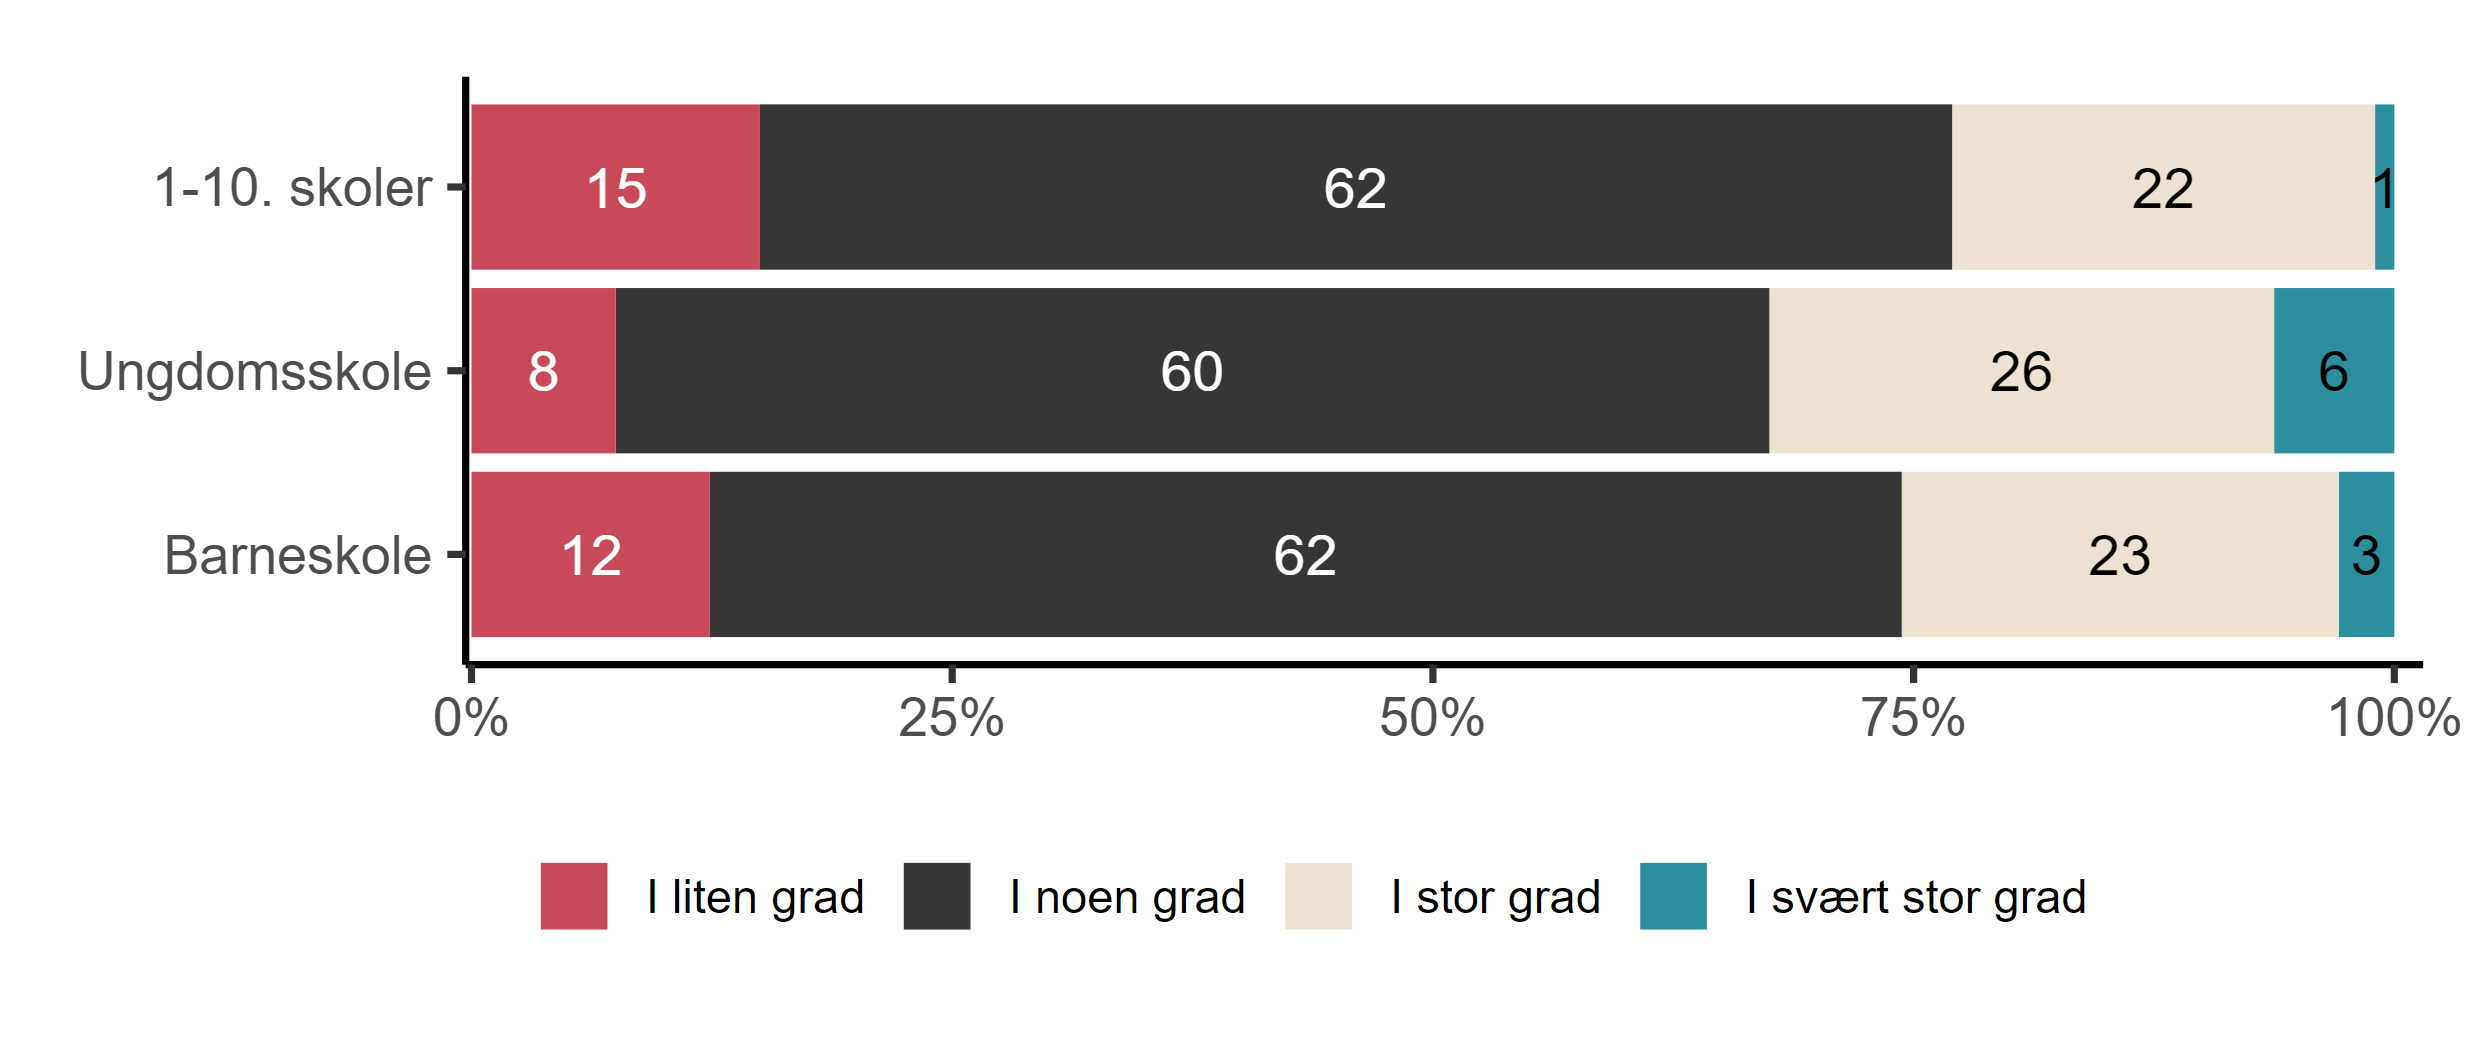 1-10. skoler 15 62 22 1
Ungdomsskole 8 60 26 6
Barneskole 12 62 23 3
0% 25% 50% 75% 100%
I liten grad I noen grad I stor grad I svært stor grad